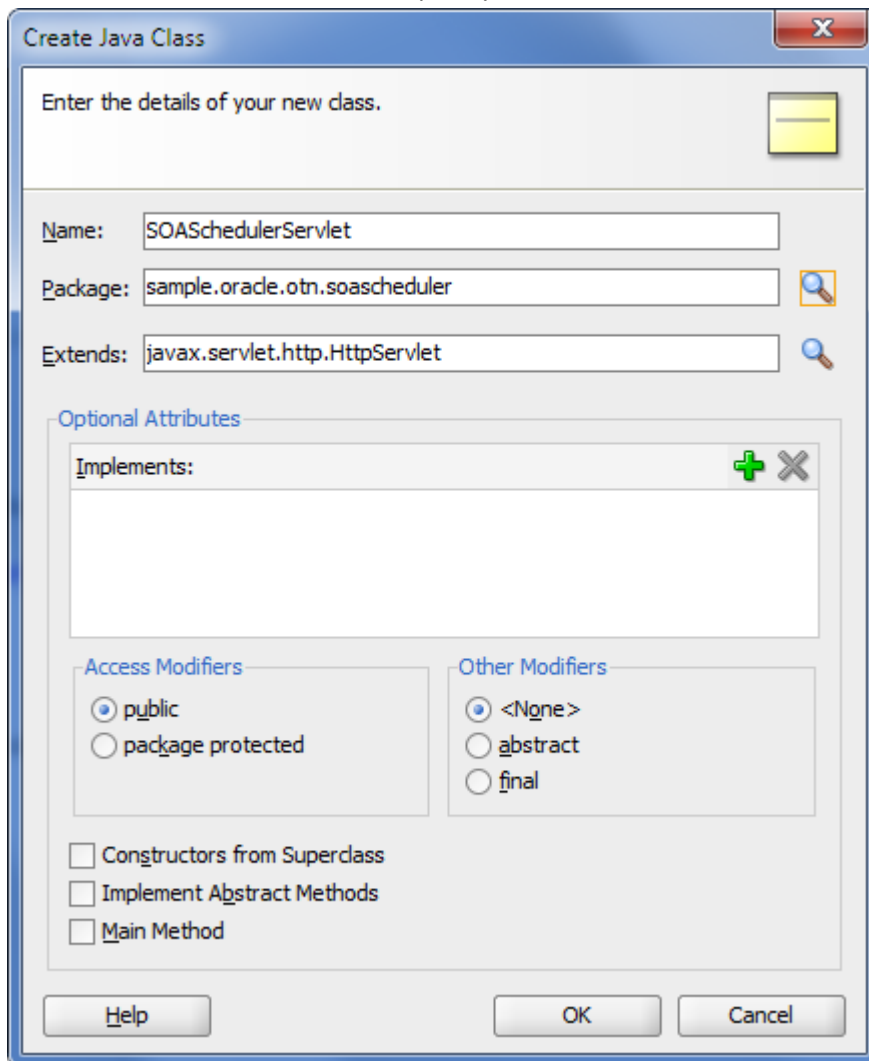 Create Java Class
Enter the details of your new class.
Name: SOASchedulerServlet
Package: sample.oracle.otn.soascheduler
Extends: javax.servlet.http.HttpServlet
Optional Attributes
Implements:
Access Modifiers Other Modifiers
public <None>
package protected abstract
final
Constructors from Superclass
Implement Abstract Methods
Main Method
Help OK Cancel